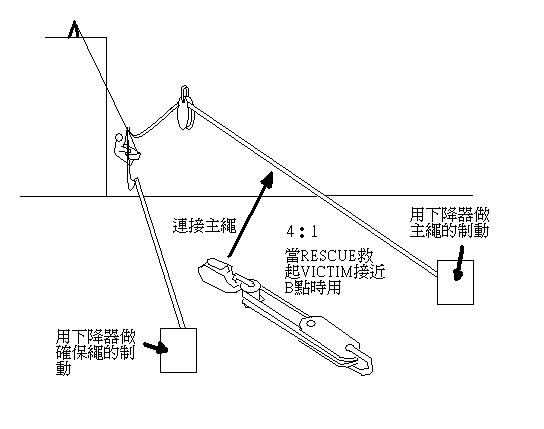 連接主繩
4：1
當RESCUE救
起VICTIM接近
B點時用
用下降器做
主繩的制動
用下降器做
確保繩的制
動